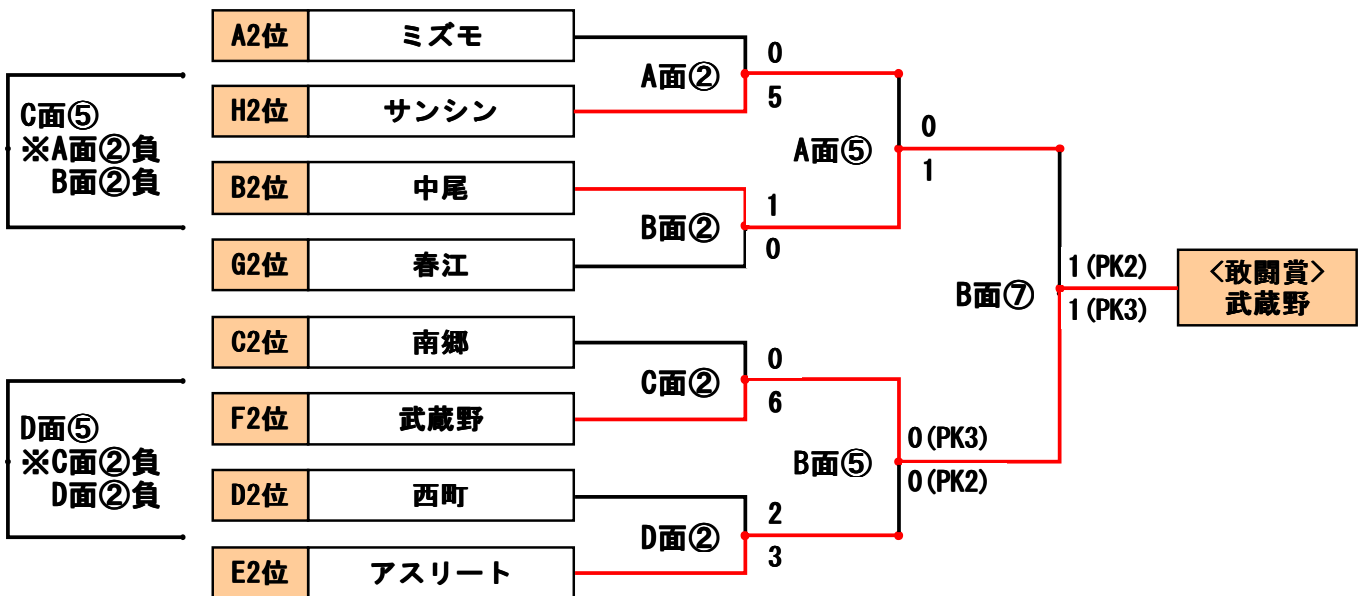 A2位 ミズモ
H2位 サンシン
B2位 中尾
G2位 春江
C2位 南郷
F2位 武蔵野
D2位 西町
E2位 アスリート
C面⑤
※A面②負
B面②負
D面⑤
※C面②負
D面②負
A面②
0
5
B面②
1
0
C面②
0
6
D面②
2
3
A面⑤
0
1
B面⑤
0(PK3)
0(PK2)
B面⑦
1(PK2)
1(PK3)
<敢闘賞>
武蔵野